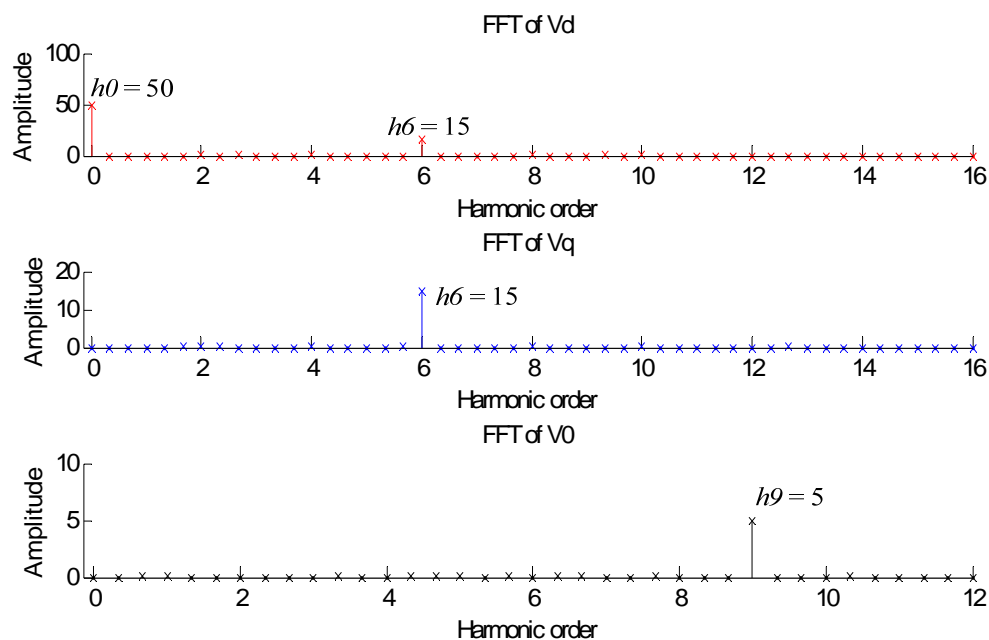 FFT of Vd
Amplitude
100
50
0
h0 = 50
h6 = 15
0 2 4 6 8 10 12 14 16
Harmonic order
FFT of Vq
Amplitude
20
10
0
h6 = 15
0 2 4 6 8 10 12 14 16
Harmonic order
FFT of V0
Amplitude
10
5
0
h9 = 5
0 2 4 6 8 10 12
Harmonic order